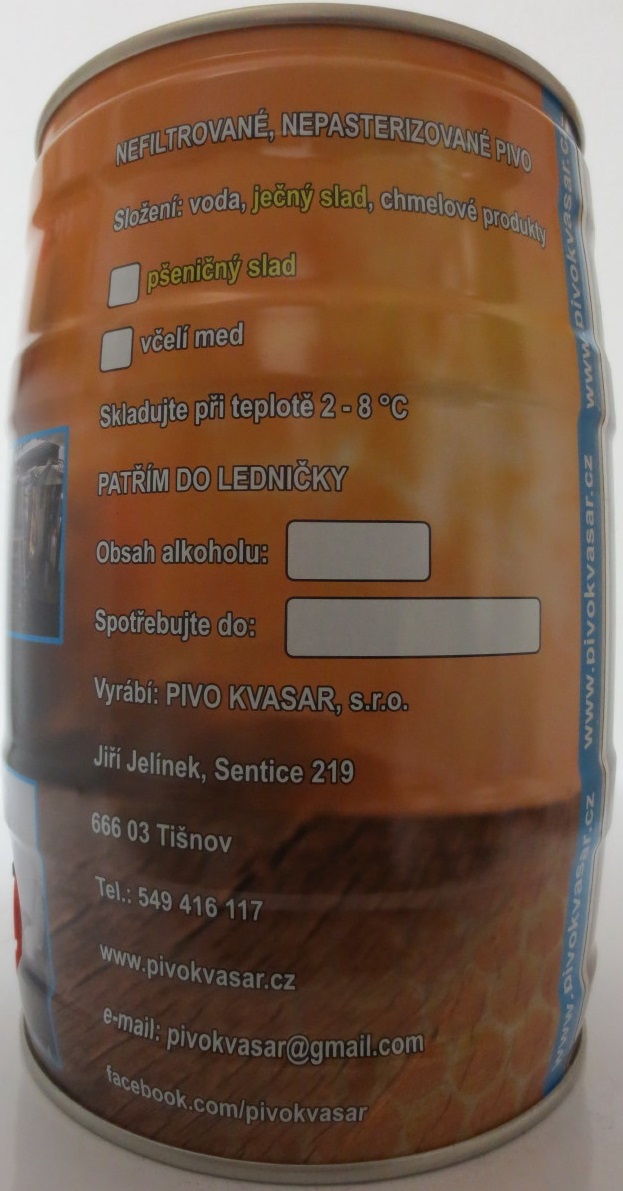 NEFILTROVANÉ, NEPASTERIZOVANÉ PIVO
Složení: voda, ječný slad, chmelové produkty
pšeničný slad
včelí med
Skladujte při teplotě 2 - 8 °C
PATŘÍM DO LEDNIČKY
Obsah alkoholu:
Spotřebujte do:
Vyrábí: PIVO KVASAR, s.r.o.
Jiří Jelínek, Sentice 219
666 03 Tišnov
Tel.: 549 416 117
www.pivokvasar.cz
e-mail: pivokvasar@gmail.com
facebook.com/pivokvasar
www.pivokvasar.cz
www.pivokvasar.cz
www.pivokvasar.c